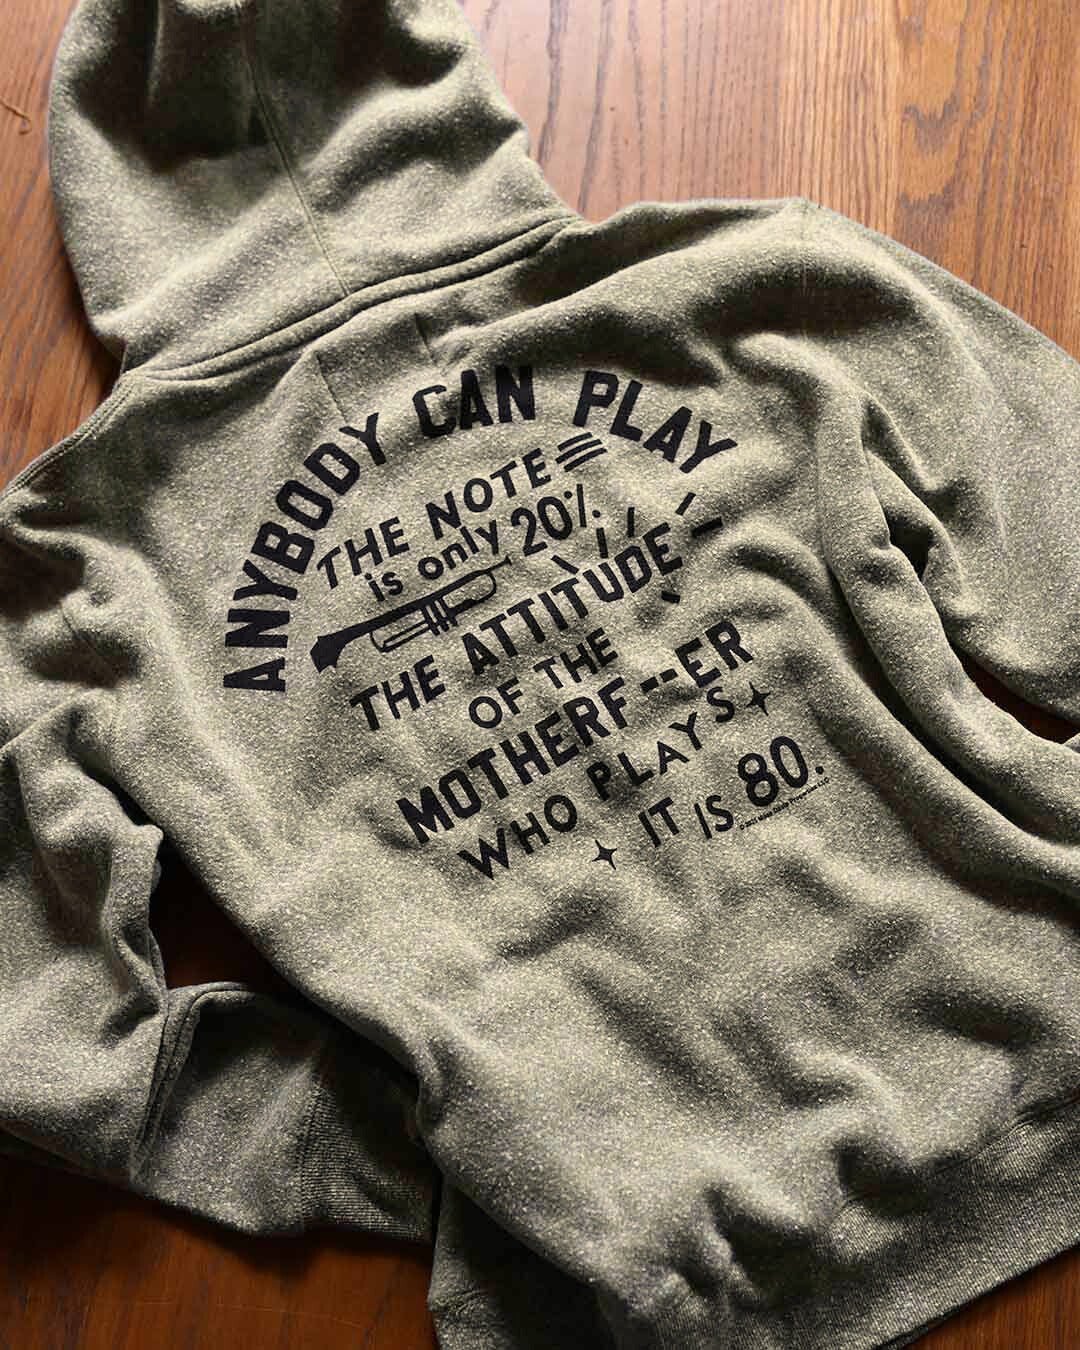 ANYBODY CAN PLAY
THE NOTE
is only 20%.
THE ATTITUDE
OF THE
MOTHERF--ER
WHO PLAYS
IT IS 80.